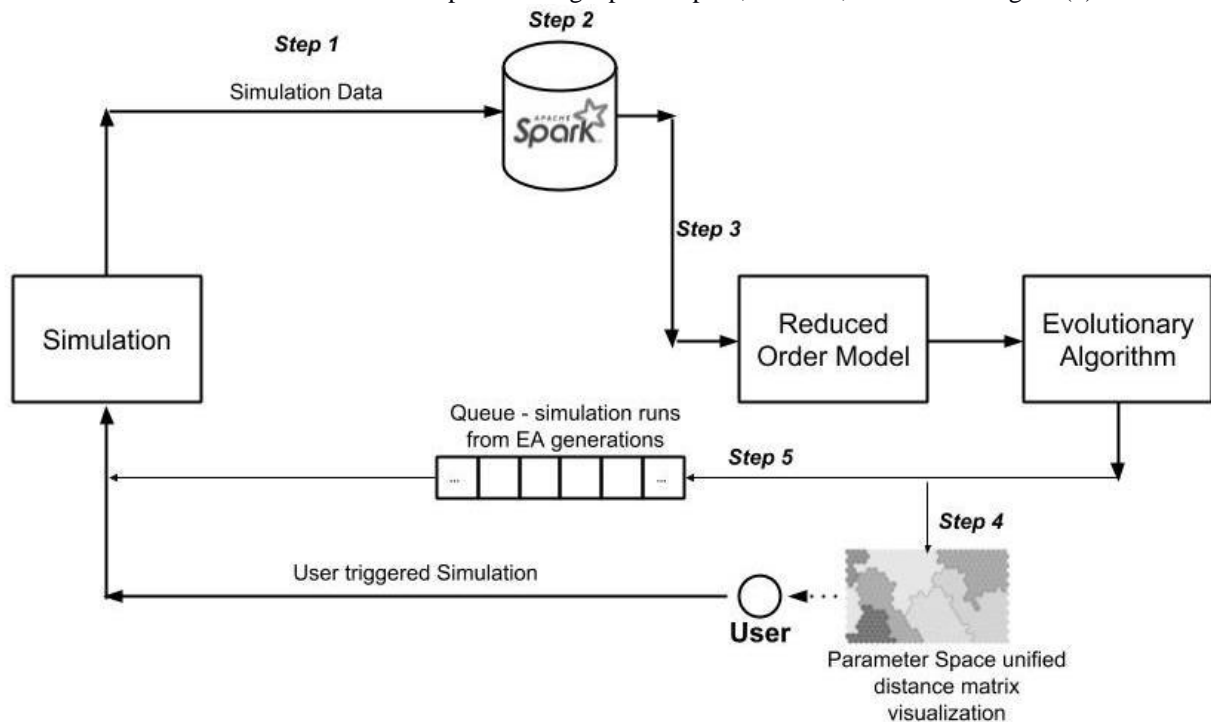 Step 1
Step 2
Simulation Data
APACHE
Spark
Step 3
Simulation
Reduced
Order Model
Evolutionary
Algorithm
Queue - simulation runs
from EA generations
...
...
Step 5
Step 4
User triggered Simulation
User
Parameter Space unified
distance matrix
visualization